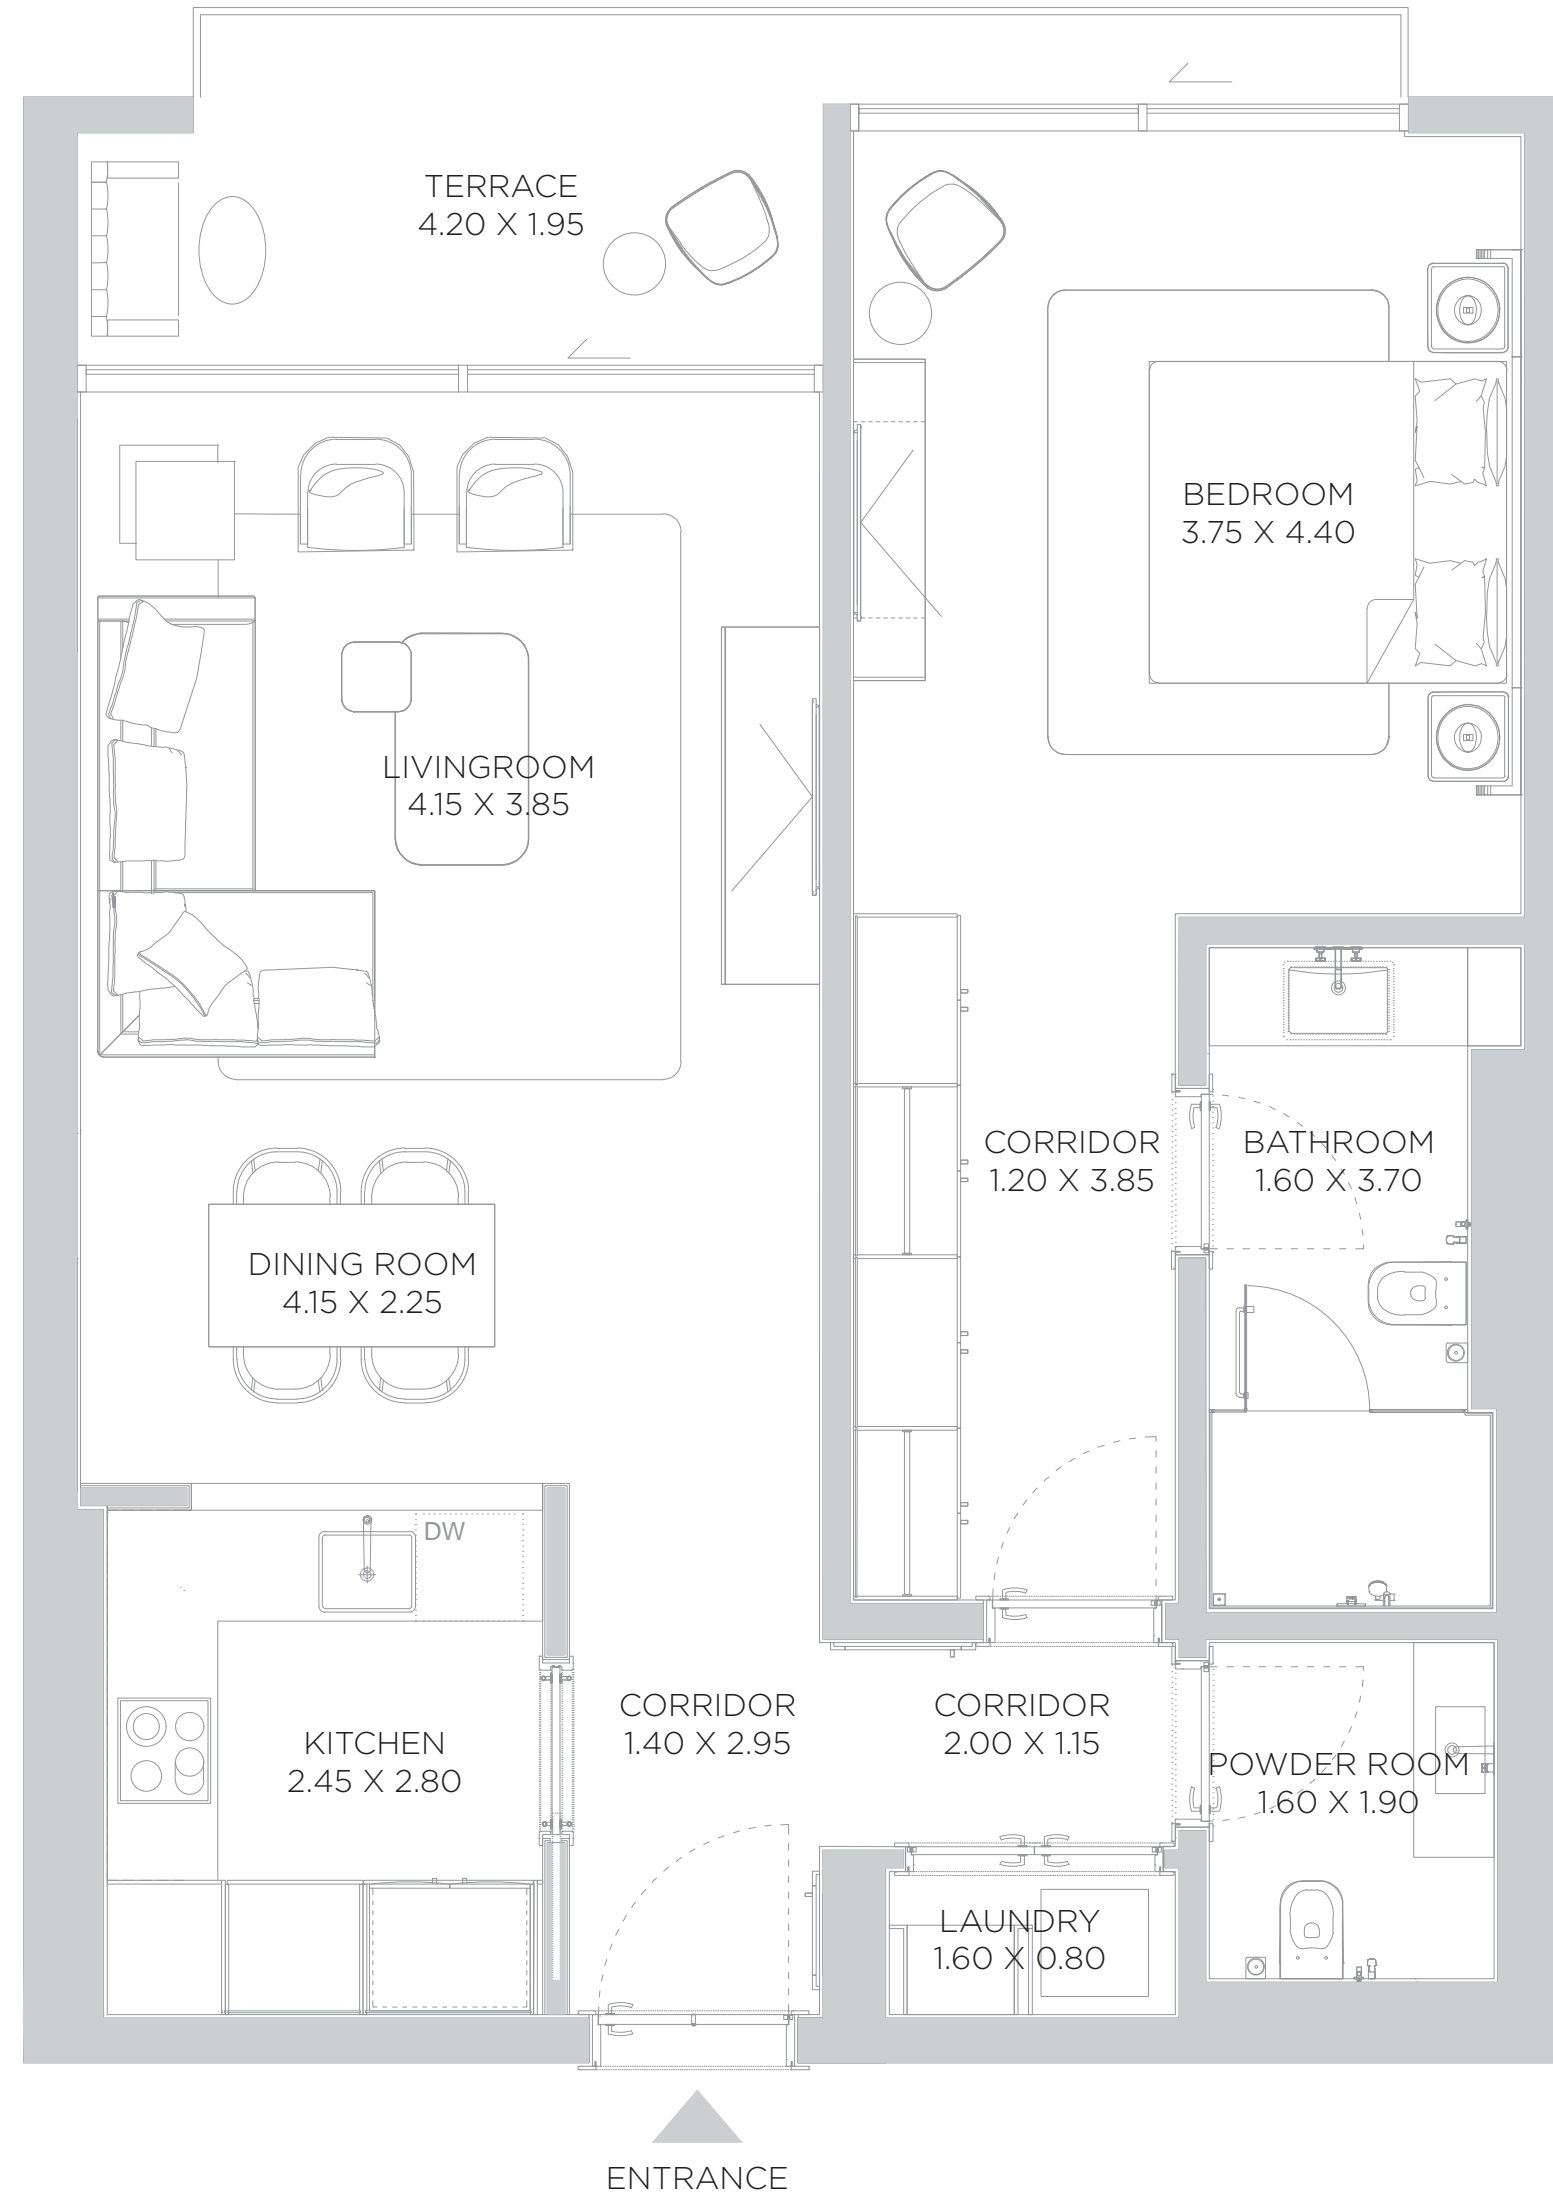 TERRACE
4.20 X 1.95
BEDROOM
3.75 X 4.40
LIVINGROOM
4.15 X 3.85
CORRIDOR
1.20 X 3.85
BATHROOM
1.60 X 3.70
DINING ROOM
4.15 X 2.25
DW
KITCHEN
2.45 X 2.80
CORRIDOR
1.40 X 2.95
CORRIDOR
2.00 X 1.15
POWDER ROOM
1.60 X 1.90
LAUNDRY
1.60 X 0.80
ENTRANCE